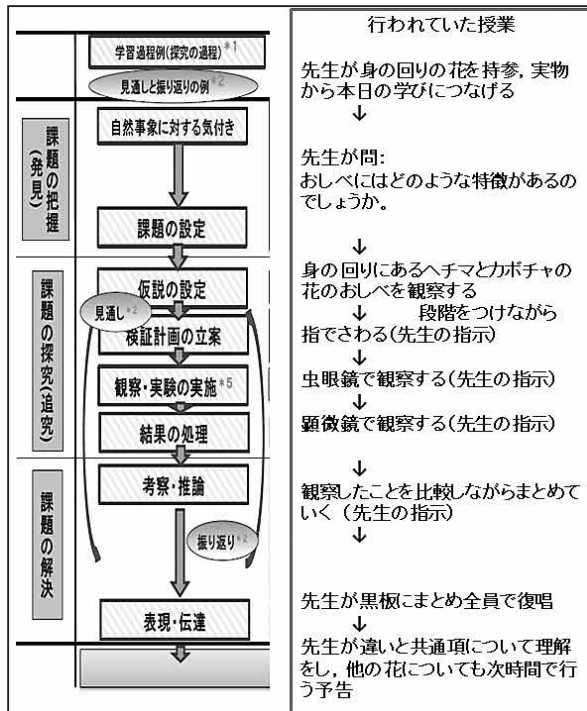 学習過程例(探究の過程)*1
見通しと振り返りの例*2
課題の把握(発見)
自然事象に対する気付き
課題の設定
課題の探究(追究)
仮説の設定
見通し*2
検証計画の立案
観察・実験の実施*5
結果の処理
課題の解決
考察・推論
振り返り*2
表現・伝達
行われていた授業
先生が身の回りの花を持参，実物
から本日の学びにつなげる
↓
先生が問：
おしべにはどのような特徴があるの
でしょうか。
↓
身の回りにあるヘチマとカボチャの
花のおしべを観察する
↓ 段階をつけながら
指でさわる(先生の指示)
↓
虫眼鏡で観察する(先生の指示)
↓
顕微鏡で観察する(先生の指示)
↓
観察したことを比較しながらまとめて
いく（先生の指示）
↓
先生が黒板にまとめ全員で復唱
↓
先生が違いと共通項について理解
をし，他の花についても次時間で行
う予告